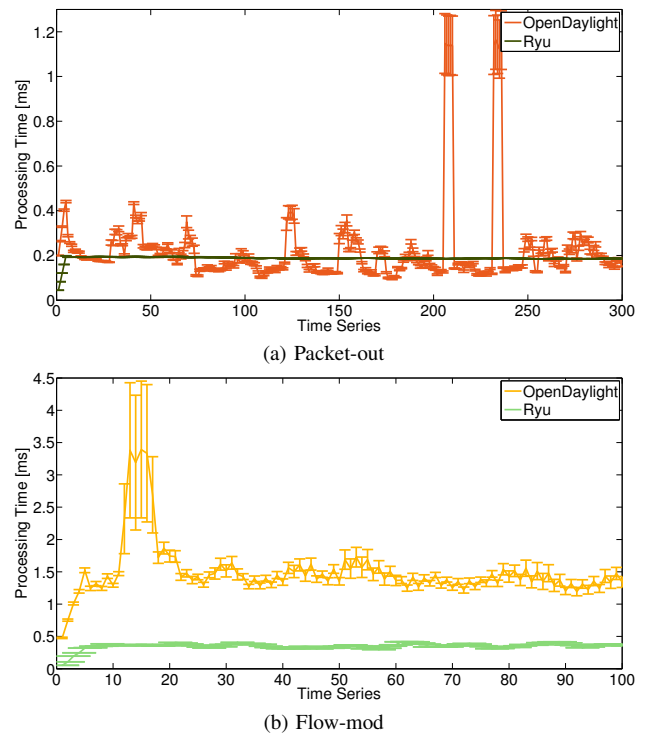 1.2
1
0.8
0.6
0.4
0.2
0
Processing Time [ms]
OpenDaylight
Ryu
0 50 100 150 200 250 300
Time Series
(a) Packet-out
4.5
4
3.5
3
2.5
2
1.5
1
0.5
0
Processing Time [ms]
OpenDaylight
Ryu
0 10 20 30 40 50 60 70 80 90 100
Time Series
(b) Flow-mod